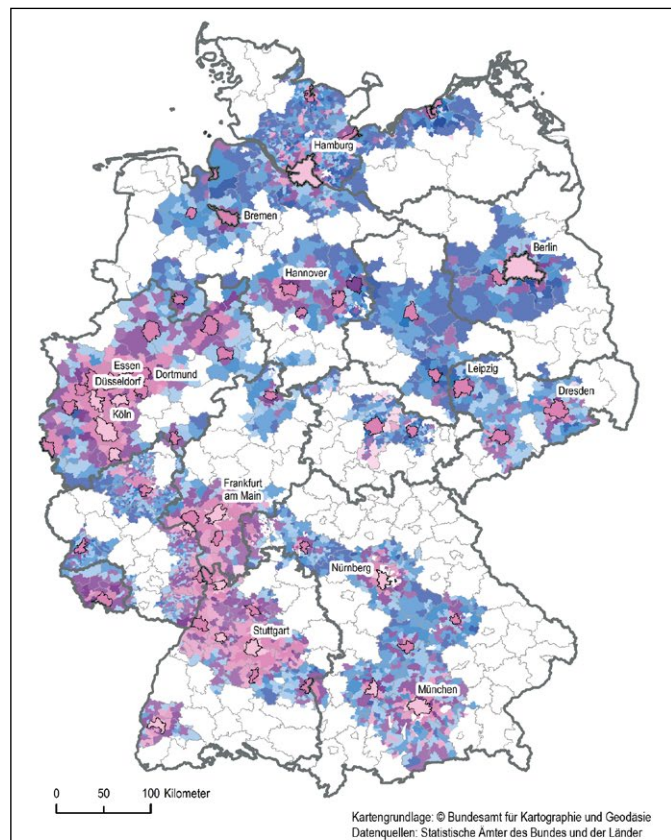 Hamburg
Bremen
Berlin
Hannover
Essen
Düsseldorf
Dortmund
Leipzig
Köln
Dresden
Frankfurt
am Main
Nürnberg
Stuttgart
München
0 50 100 Kilometer
Kartengrundlage: © Bundesamt für Kartographie und Geodäsie
Datenquellen: Statistische Ämter des Bundes und der Länder